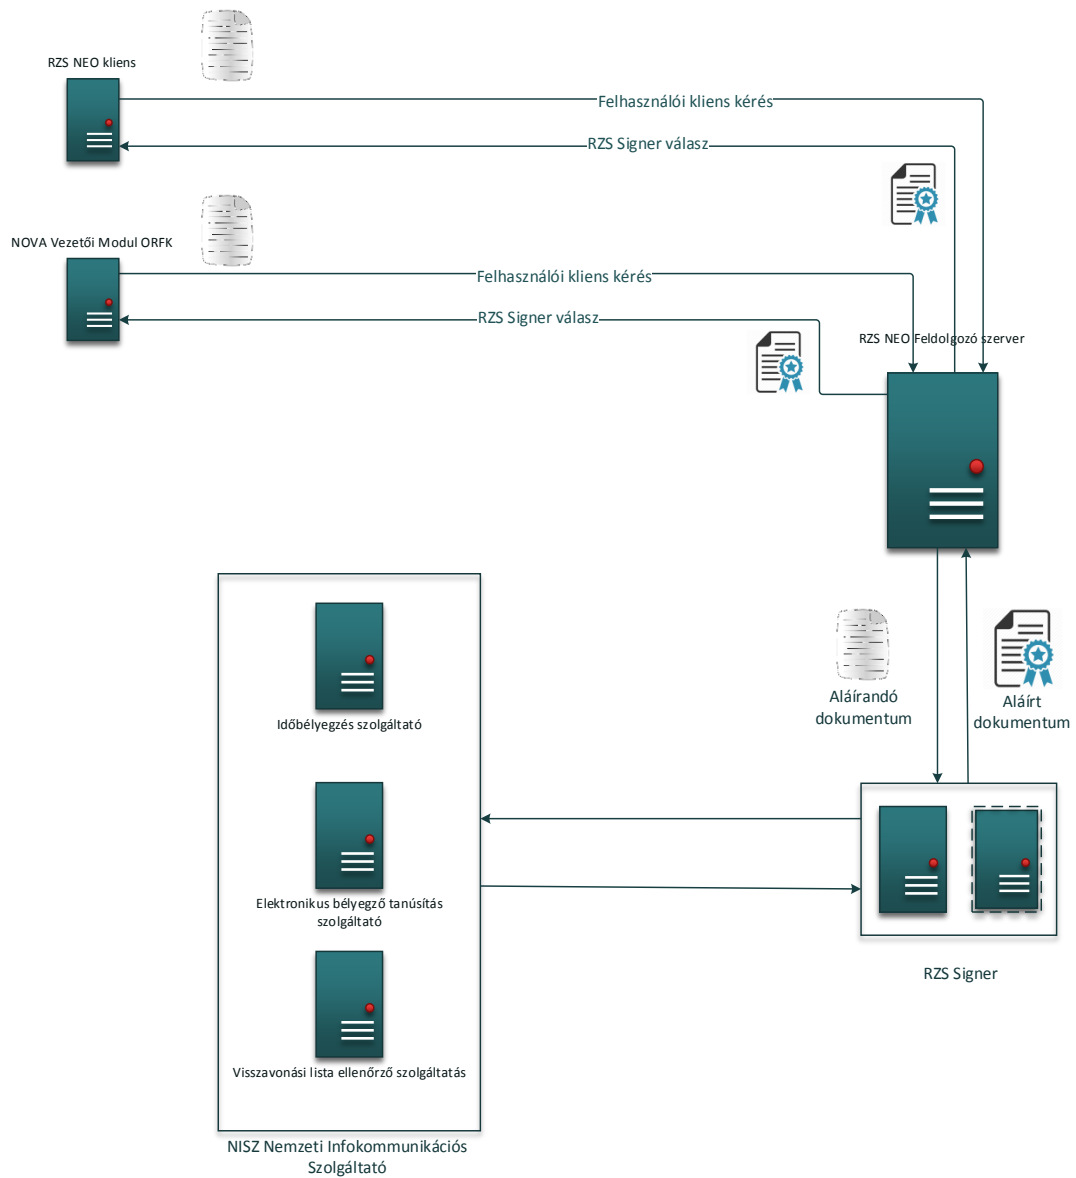 RZS NEO kliens
Felhasználói kliens kérés
RZS Signer válasz
NOVA Vezetői Modul ORFK
Felhasználói kliens kérés
RZS Signer válasz
RZS NEO Feldolgozó szerver
Aláírandó
dokumentum
Aláírt
dokumentum
Időbélyegzés szolgáltató
Elektronikus bélyegző tanúsítás
szolgáltató
RZS Signer
Visszavonási lista ellenőrző szolgáltatás
NISZ Nemzeti Infokommunikációs
Szolgáltató